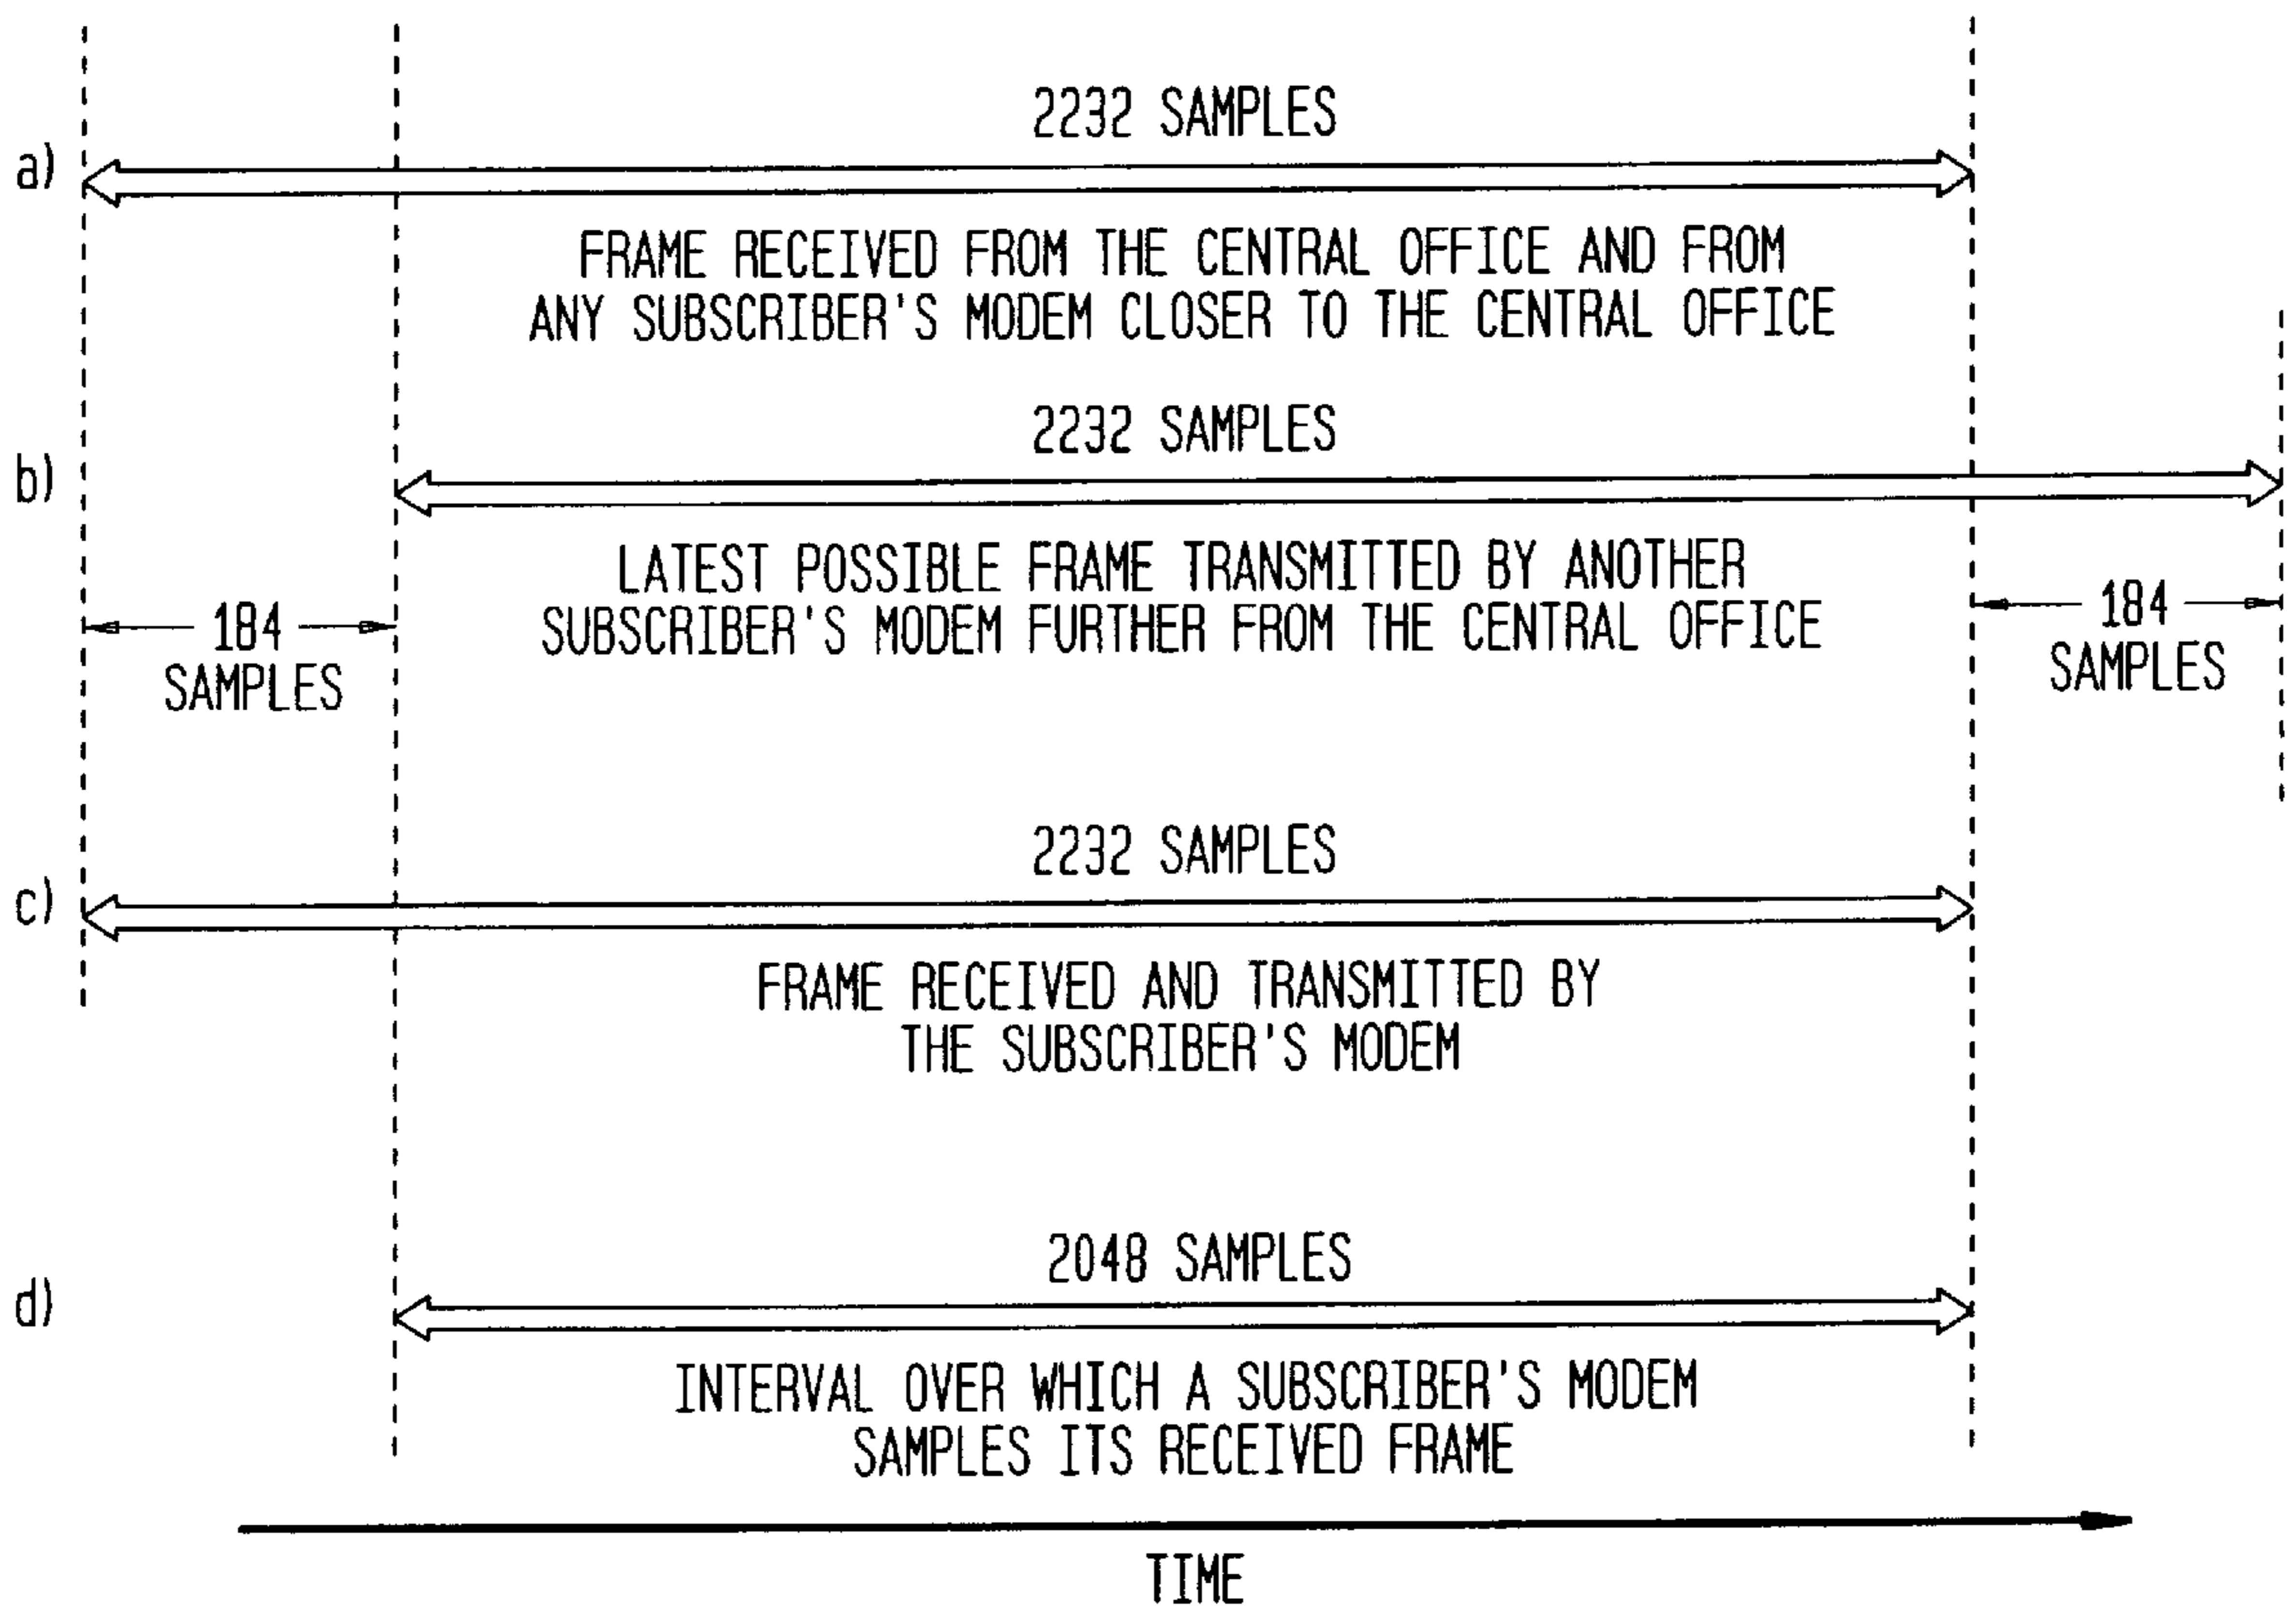 2232 SAMPLES
a)
FRAME RECEIVED FROM THE CENTRAL OFFICE AND FROM
ANY SUBSCRIBER'S MODEM CLOSER TO THE CENTRAL OFFICE
2232 SAMPLES
b)
LATEST POSSIBLE FRAME TRANSMITTED BY ANOTHER
SUBSCRIBER'S MODEM FURTHER FROM THE CENTRAL OFFICE
184
SAMPLES
184
SAMPLES
2232 SAMPLES
c)
FRAME RECEIVED AND TRANSMITTED BY
THE SUBSCRIBER'S MODEM
2048 SAMPLES
d)
INTERVAL OVER WHICH A SUBSCRIBER'S MODEM
SAMPLES ITS RECEIVED FRAME
TIME